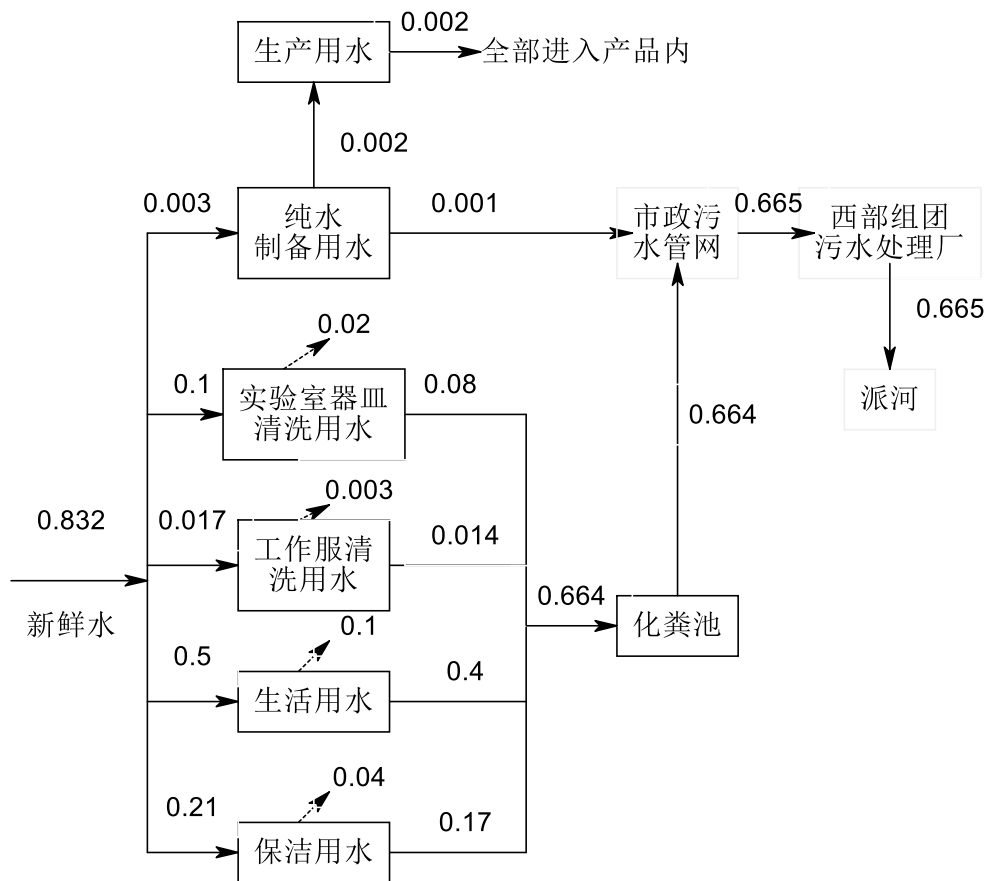 0.002
生产用水
全部进入产品内
0.002
0.003
纯水
制备用水
0.001
市政污
水管网
0.665
西部组团
污水处理厂
0.665
派河
0.02
0.1
实验室器皿
清洗用水
0.08
0.664
0.003
0.832
新鲜水
0.017
工作服清
洗用水
0.014
0.664
化粪池
0.1
0.5
生活用水
0.4
0.04
0.21
保洁用水
0.17